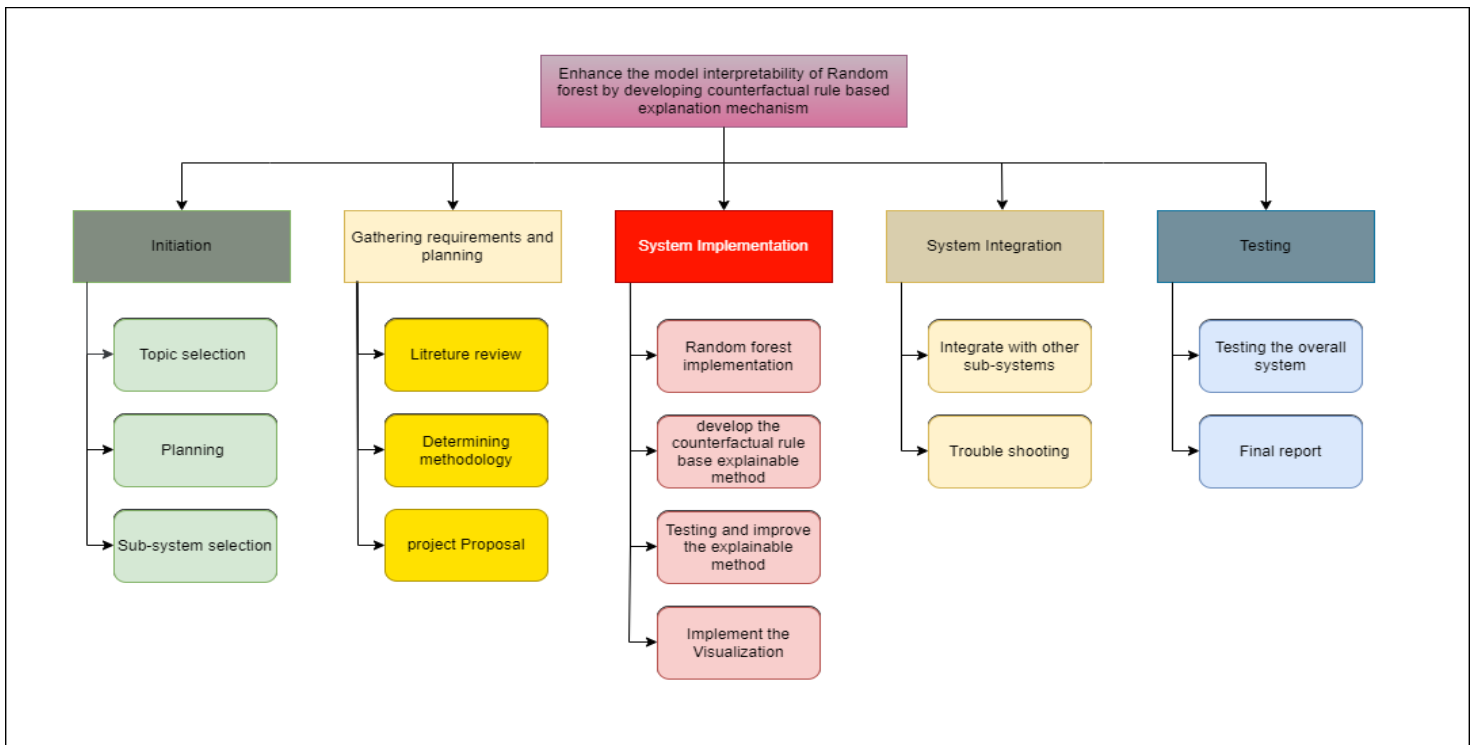 Enhance the model interpretability of Random
forest by developing counterfactual rule based
explanation mechanism
Initiation
Gathering requirements and
planning
System Implementation
System Integration
Testing
Topic selection
Planning
Sub-system selection
Litreture review
Determining
methodology
project Proposal
Random forest
implementation
develop the
counterfactual rule
base explainable
method
Testing and improve
the explainable
method
Implement the
Visualization
Integrate with other
sub-systems
Trouble shooting
Testing the overall
system
Final report